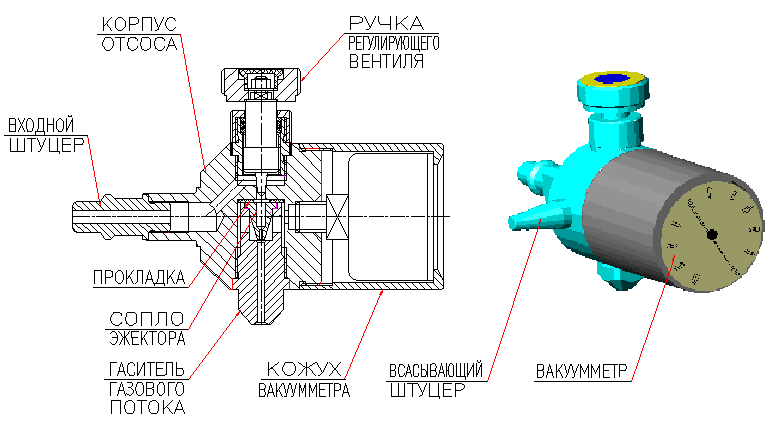 КОРПУС
ОТСОСА
РУЧКА
РЕГУЛИРУЮЩЕГО
ВЕНТИЛЯ
ВХОДНОЙ
ШТУЦЕР
ПРОКЛАДКА
СОПЛО
ЭЖЕКТОРА
ГАСИТЕЛЬ
ГАЗОВОГО
ПОТОКА
КОЖУХ
ВАКУУММЕТРА
ВСАСЫВАЮЩИЙ
ШТУЦЕР
ВАКУУММЕТР